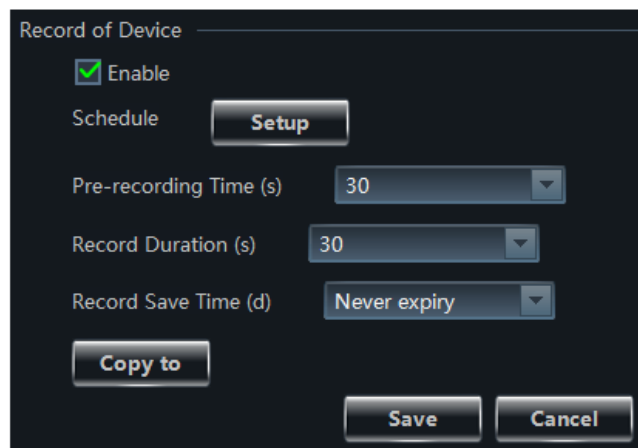 Record of Device
Enable
Schedule Setup
Pre-recording Time (s) 30
Record Duration (s) 30
Record Save Time (d) Never expiry
Copy to
Save Cancel